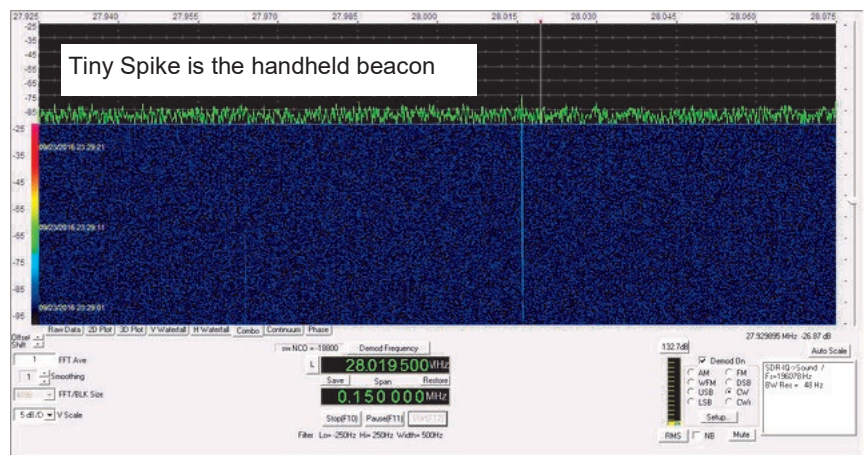 27.925 27.940 27.955 27.970 27.985 28.000 28.015 28.030 28.045 28.060 28.075
-25
-35
-45
-55
-65
-75
-85
Tiny Spike is the handheld beacon
-25
-35
-45
-55
-65
-75
-85
-95
09/23/2016 23:29:21
09/23/2016 23:29:11
09/23/2016 23:29:01
Raw Data 2D Plot 3D Plot V Waterfall H Waterfall Combo Continuum Phase
Offset
Shift
27.929895 MHz -26.87 dB
sw NCO = -18800 Demod Frequency
132.7dB
Auto Scale
1 FFT Ave
L 28.019500 MHz
Demod On
1 Smoothing
Save Span Restore
AM FM
WFM DSB
USB CW
LSB CWr
SDR-IQ->Sound /
Fs=196078 Hz
BW Res = 48 Hz
FFT/BLK Size
0.150000 MHz
5 dB/D V Scale
Stop(F10) Pause(F11)
Setup...
Filter Lo= -250Hz Hi= 250Hz Width= 500Hz
RMS NB Mute